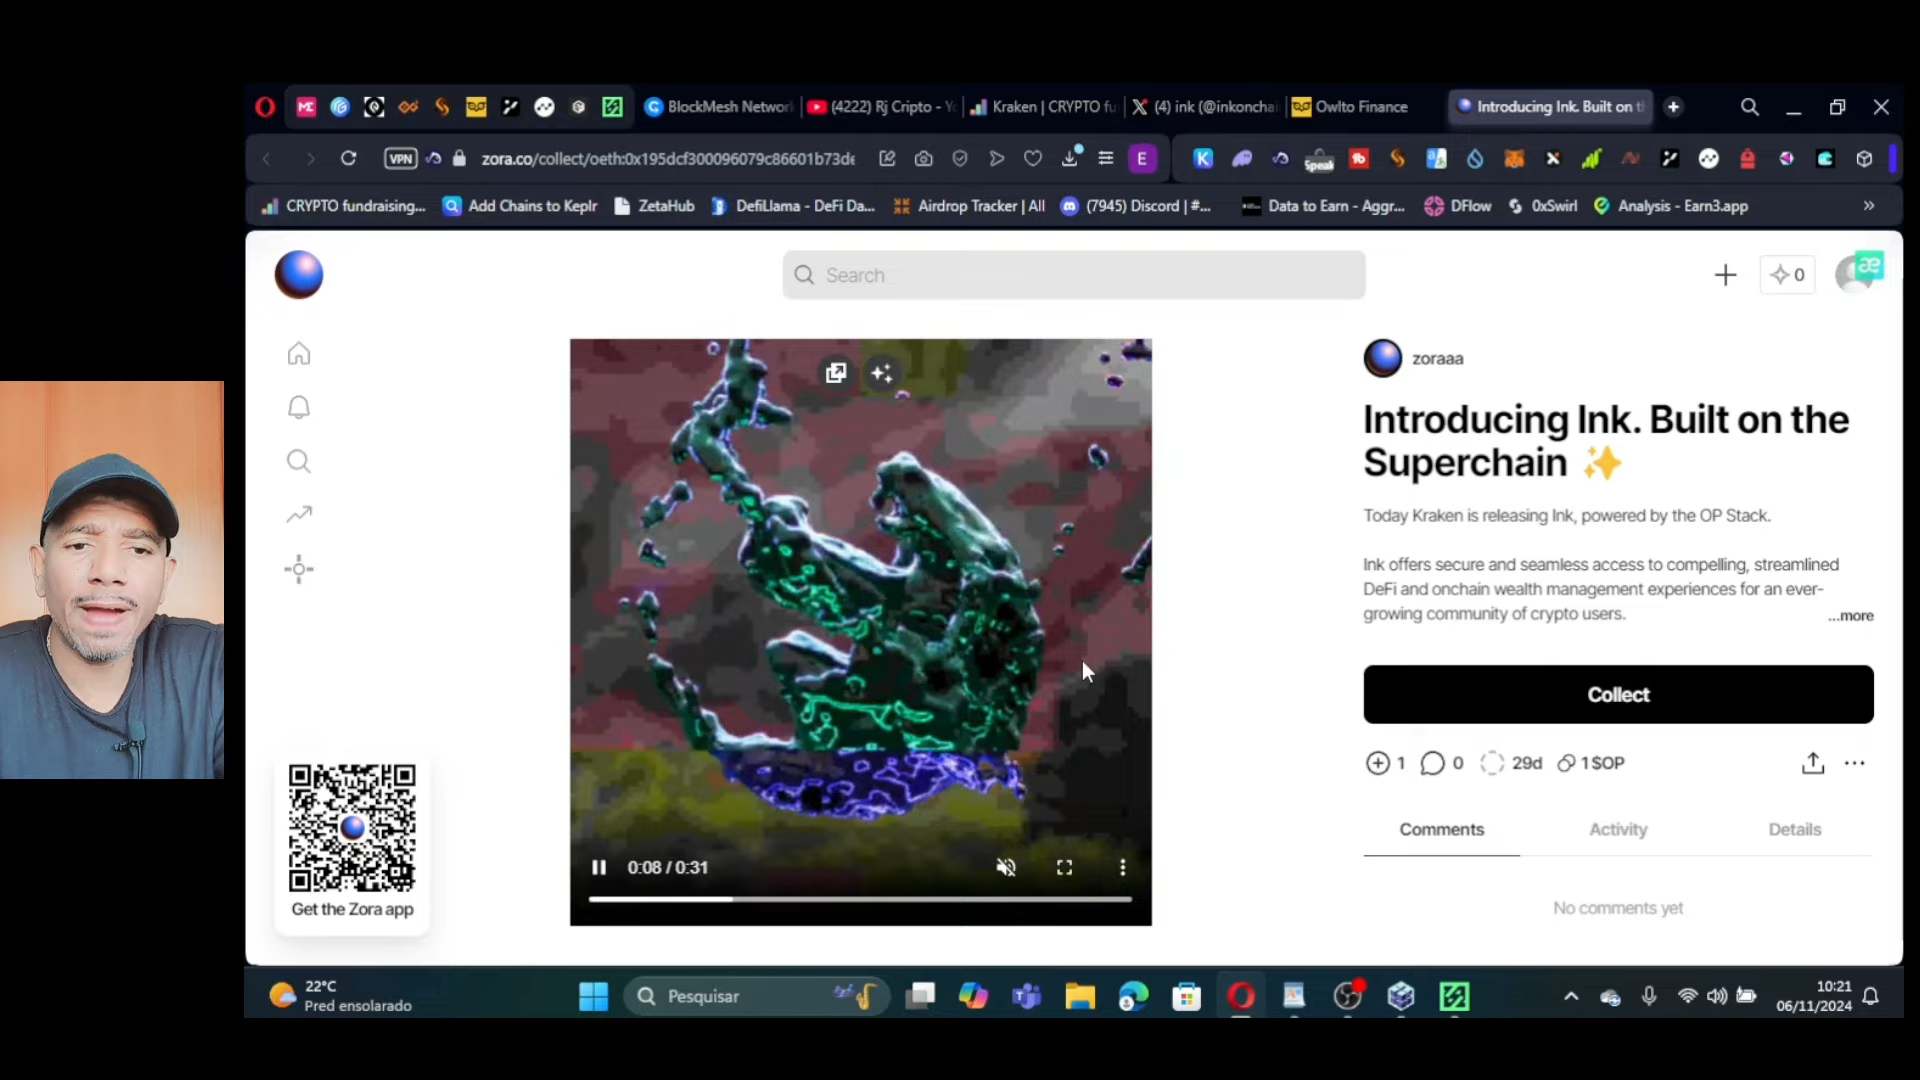 BlockMesh Networ
(4222) Rj Cripto - Y
Kraken | CRYPTO fu
(4) ink (@inkonchai
Owlto Finance
Introducing Ink. Built on t
VPN
zora.co/collect/oeth:0x195dcf300096079c86601b73de
E
Speak
CRYPTO fundraising...
Add Chains to Keplr
ZetaHub
DefiLlama - DeFi Da...
Airdrop Tracker | All
(7945) Discord | #...
Data to Earn - Aggr...
DFlow
0xSwirl
Analysis - Earn3.app
»
Search
0
æ
zoraaa
Introducing Ink. Built on the
Superchain ✨
Today Kraken is releasing Ink, powered by the OP Stack.
Ink offers secure and seamless access to compelling, streamlined
DeFi and onchain wealth management experiences for an ever-
growing community of crypto users.
...more
Collect
1
0
29d
1 $OP
Comments
Activity
Details
No comments yet
0:08 / 0:31
Get the Zora app
22°C
Pred ensolarado
Pesquisar
10:21
06/11/2024